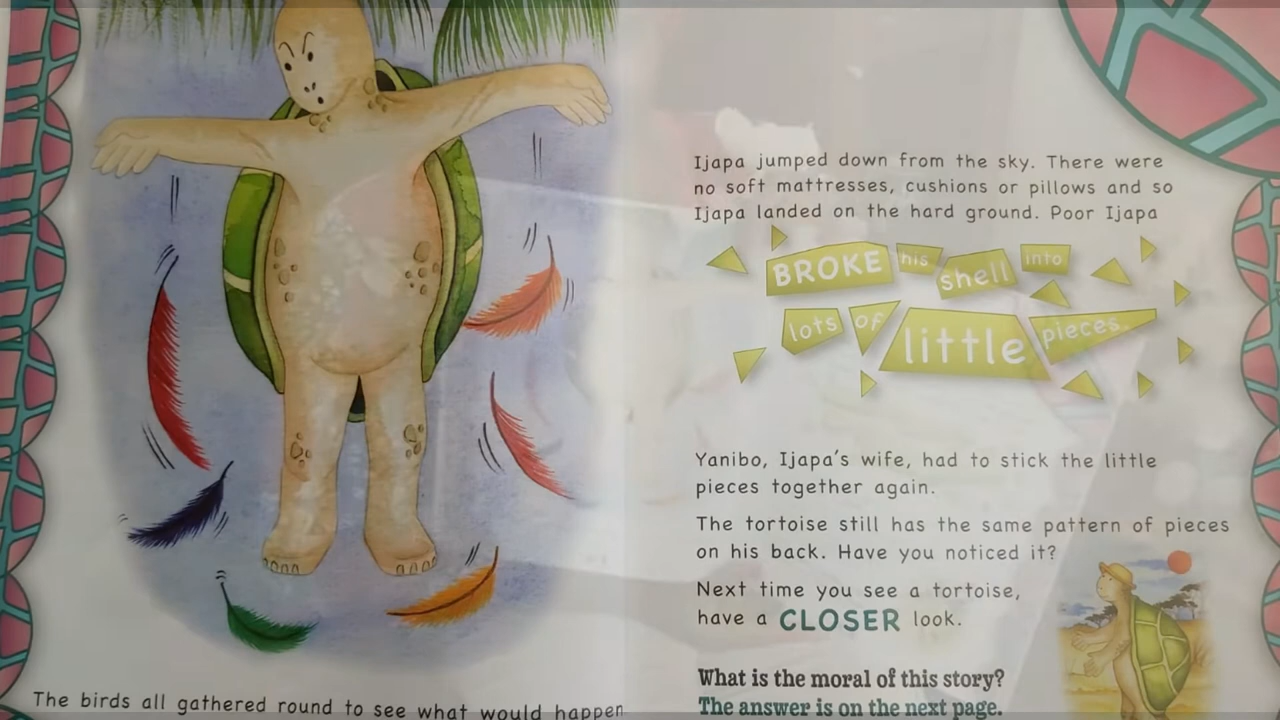 The birds all gathered round to see what would happen
Ijapa jumped down from the sky. There were
no soft mattresses, cushions or pillows and so
Ijapa landed on the hard ground. Poor Ijapa
BROKE his shell into
lots of little pieces.
Yanibo, Ijapa's wife, had to stick the little
pieces together again.
The tortoise still has the same pattern of pieces
on his back. Have you noticed it?
Next time you see a tortoise,
have a CLOSER look.
What is the moral of this story?
The answer is on the next page.